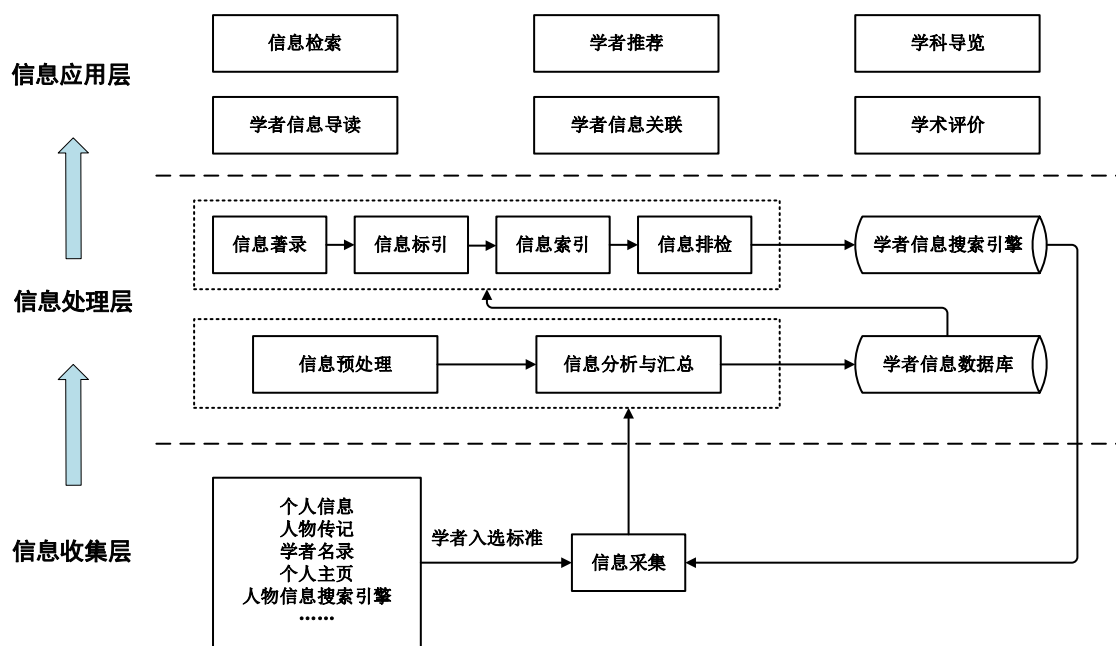 信息应用层
信息检索
学者推荐
学科导览
学者信息导读
学者信息关联
学术评价
信息处理层
信息著录
信息标引
信息索引
信息排检
学者信息搜索引擎
信息预处理
信息分析与汇总
学者信息数据库
信息收集层
个人信息
人物传记
学者名录
个人主页
人物信息搜索引擎
……
学者入选标准
信息采集